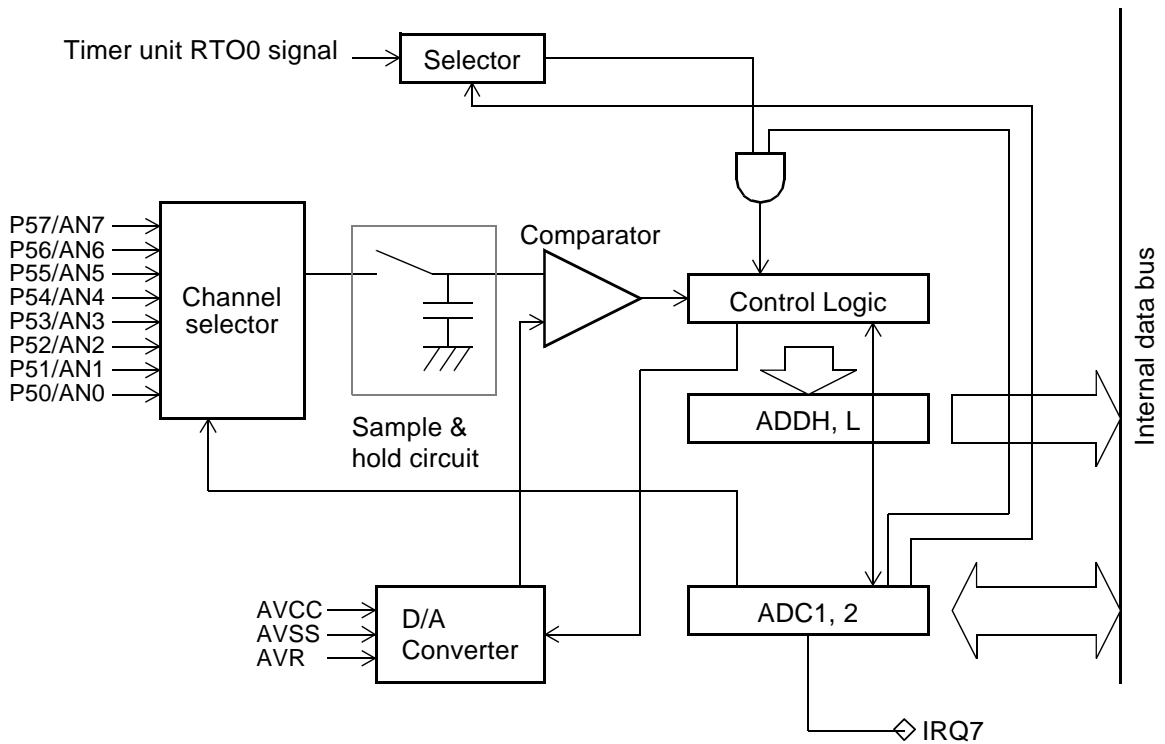 Timer unit RTO0 signal
Selector
P57/AN7
P56/AN6
P55/AN5
P54/AN4
P53/AN3
P52/AN2
P51/AN1
P50/AN0
Channel
selector
Sample &
hold circuit
Comparator
Control Logic
ADDH, L
Internal data bus
AVCC
AVSS
AVR
D/A
Converter
ADC1, 2
IRQ7